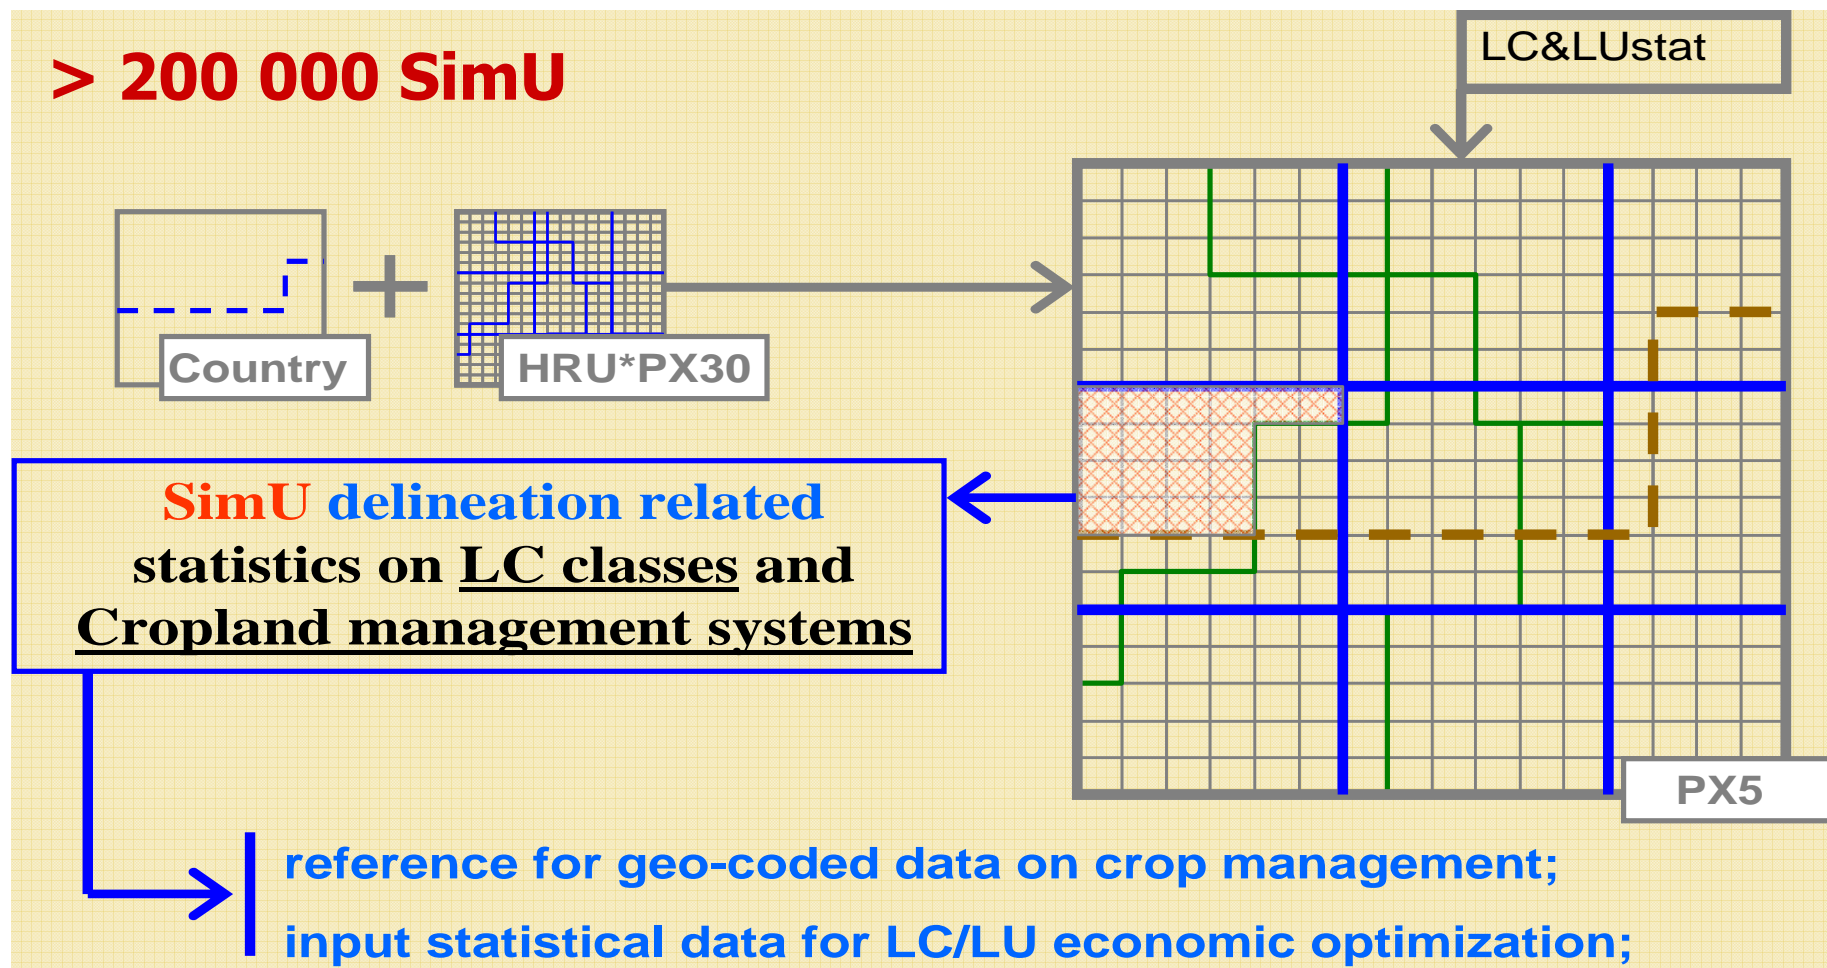 > 200 000 SimU
LC&LUstat
Country
HRU*PX30
SimU delineation related
statistics on LC classes and
Cropland management systems
PX5
reference for geo-coded data on crop management;
input statistical data for LC/LU economic optimization;